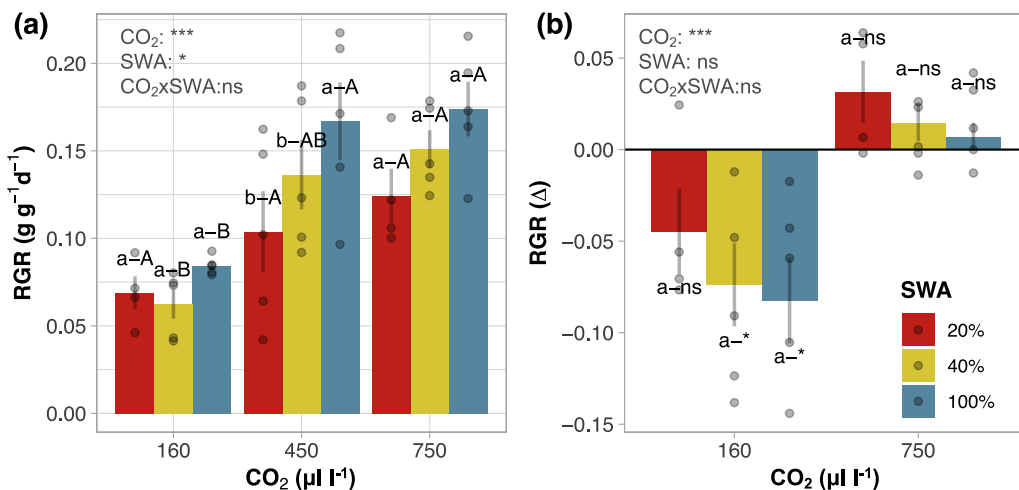 (a)
CO₂: ***
SWA: *
CO₂xSWA:ns
0.20
0.15
0.10
0.05
0.00
RGR (g g⁻¹d⁻¹)
a–A
a–B
a–B
b–A
b–AB
a–A
a–A
a–A
a–A
160
450
750
CO₂ (µl l⁻¹)
(b)
CO₂: ***
SWA: ns
CO₂xSWA:ns
0.05
0.00
−0.05
−0.10
−0.15
RGR (Δ)
a–ns
a–*
a–*
a–ns
a–ns
a–ns
SWA
20%
40%
100%
160
750
CO₂ (µl l⁻¹)